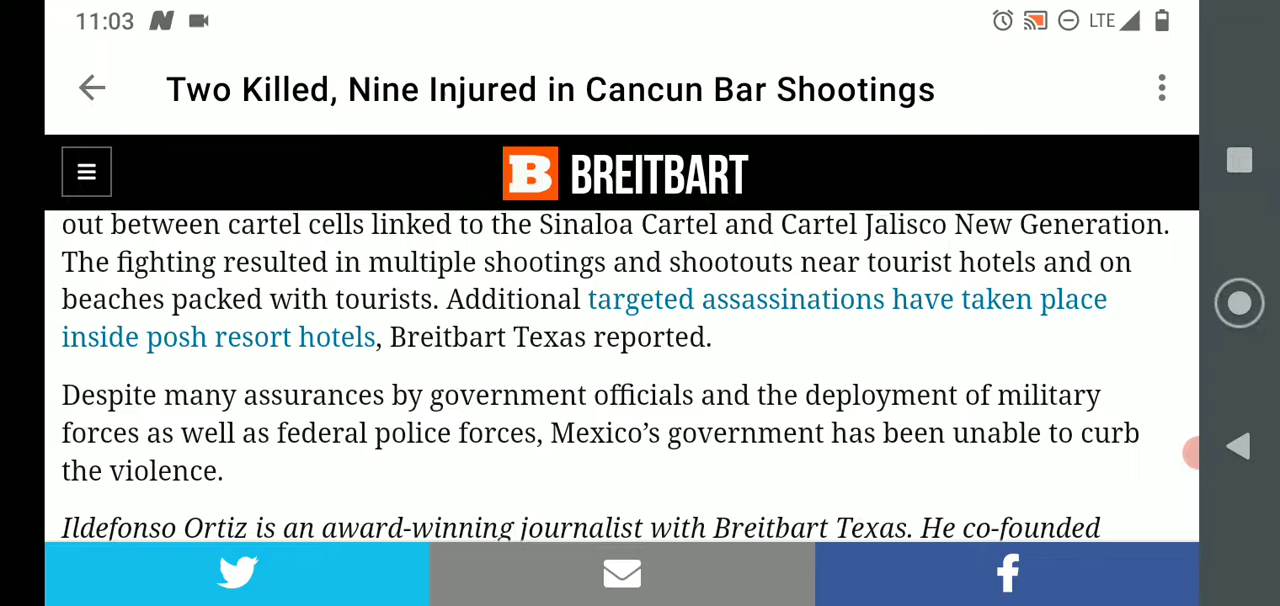 11:03
LTE
Two Killed, Nine Injured in Cancun Bar Shootings
B BREITBART
out between cartel cells linked to the Sinaloa Cartel and Cartel Jalisco New Generation.
The fighting resulted in multiple shootings and shootouts near tourist hotels and on
beaches packed with tourists. Additional targeted assassinations have taken place
inside posh resort hotels, Breitbart Texas reported.
Despite many assurances by government officials and the deployment of military
forces as well as federal police forces, Mexico’s government has been unable to curb
the violence.
Ildefonso Ortiz is an award-winning journalist with Breitbart Texas. He co-founded